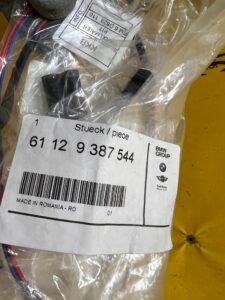 1
Stueck / piece
61 12 9 387 544
BMW
GROUP
MADE IN ROMANIA - RO
01